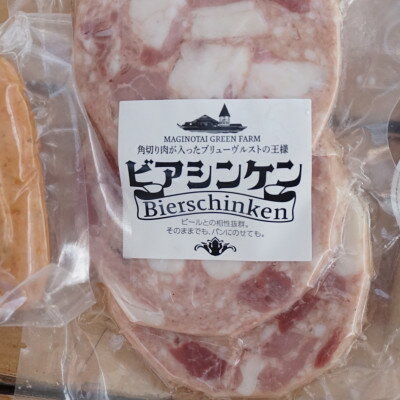 MAGINOTAI GREEN FARM
角切り肉が入ったブリューヴルストの王様
ビアシンケン
Bierschinken
ビールとの相性抜群。
そのままでも、パンにのせても。